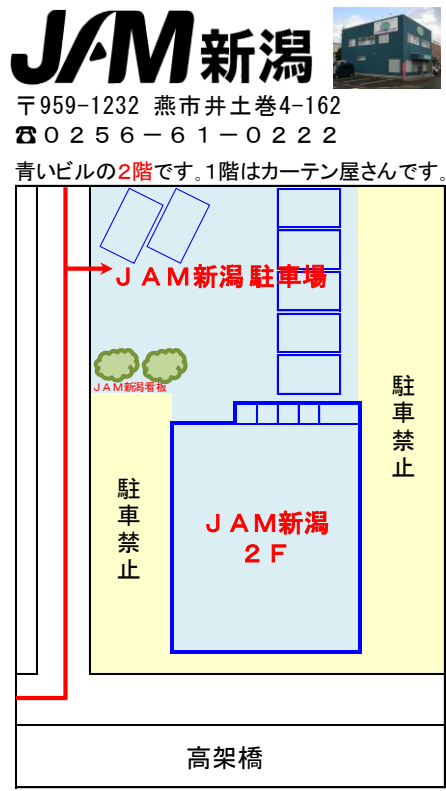 JAM新潟
〒959-1232 燕市井土巻4-162
☎０２５６－６１－０２２２
青いビルの2階です。1階はカーテン屋さんです。
ＪＡＭ新潟 駐車場
ＪＡＭ新潟看板
駐車禁止
駐車禁止
ＪＡＭ新潟
２Ｆ
高架橋